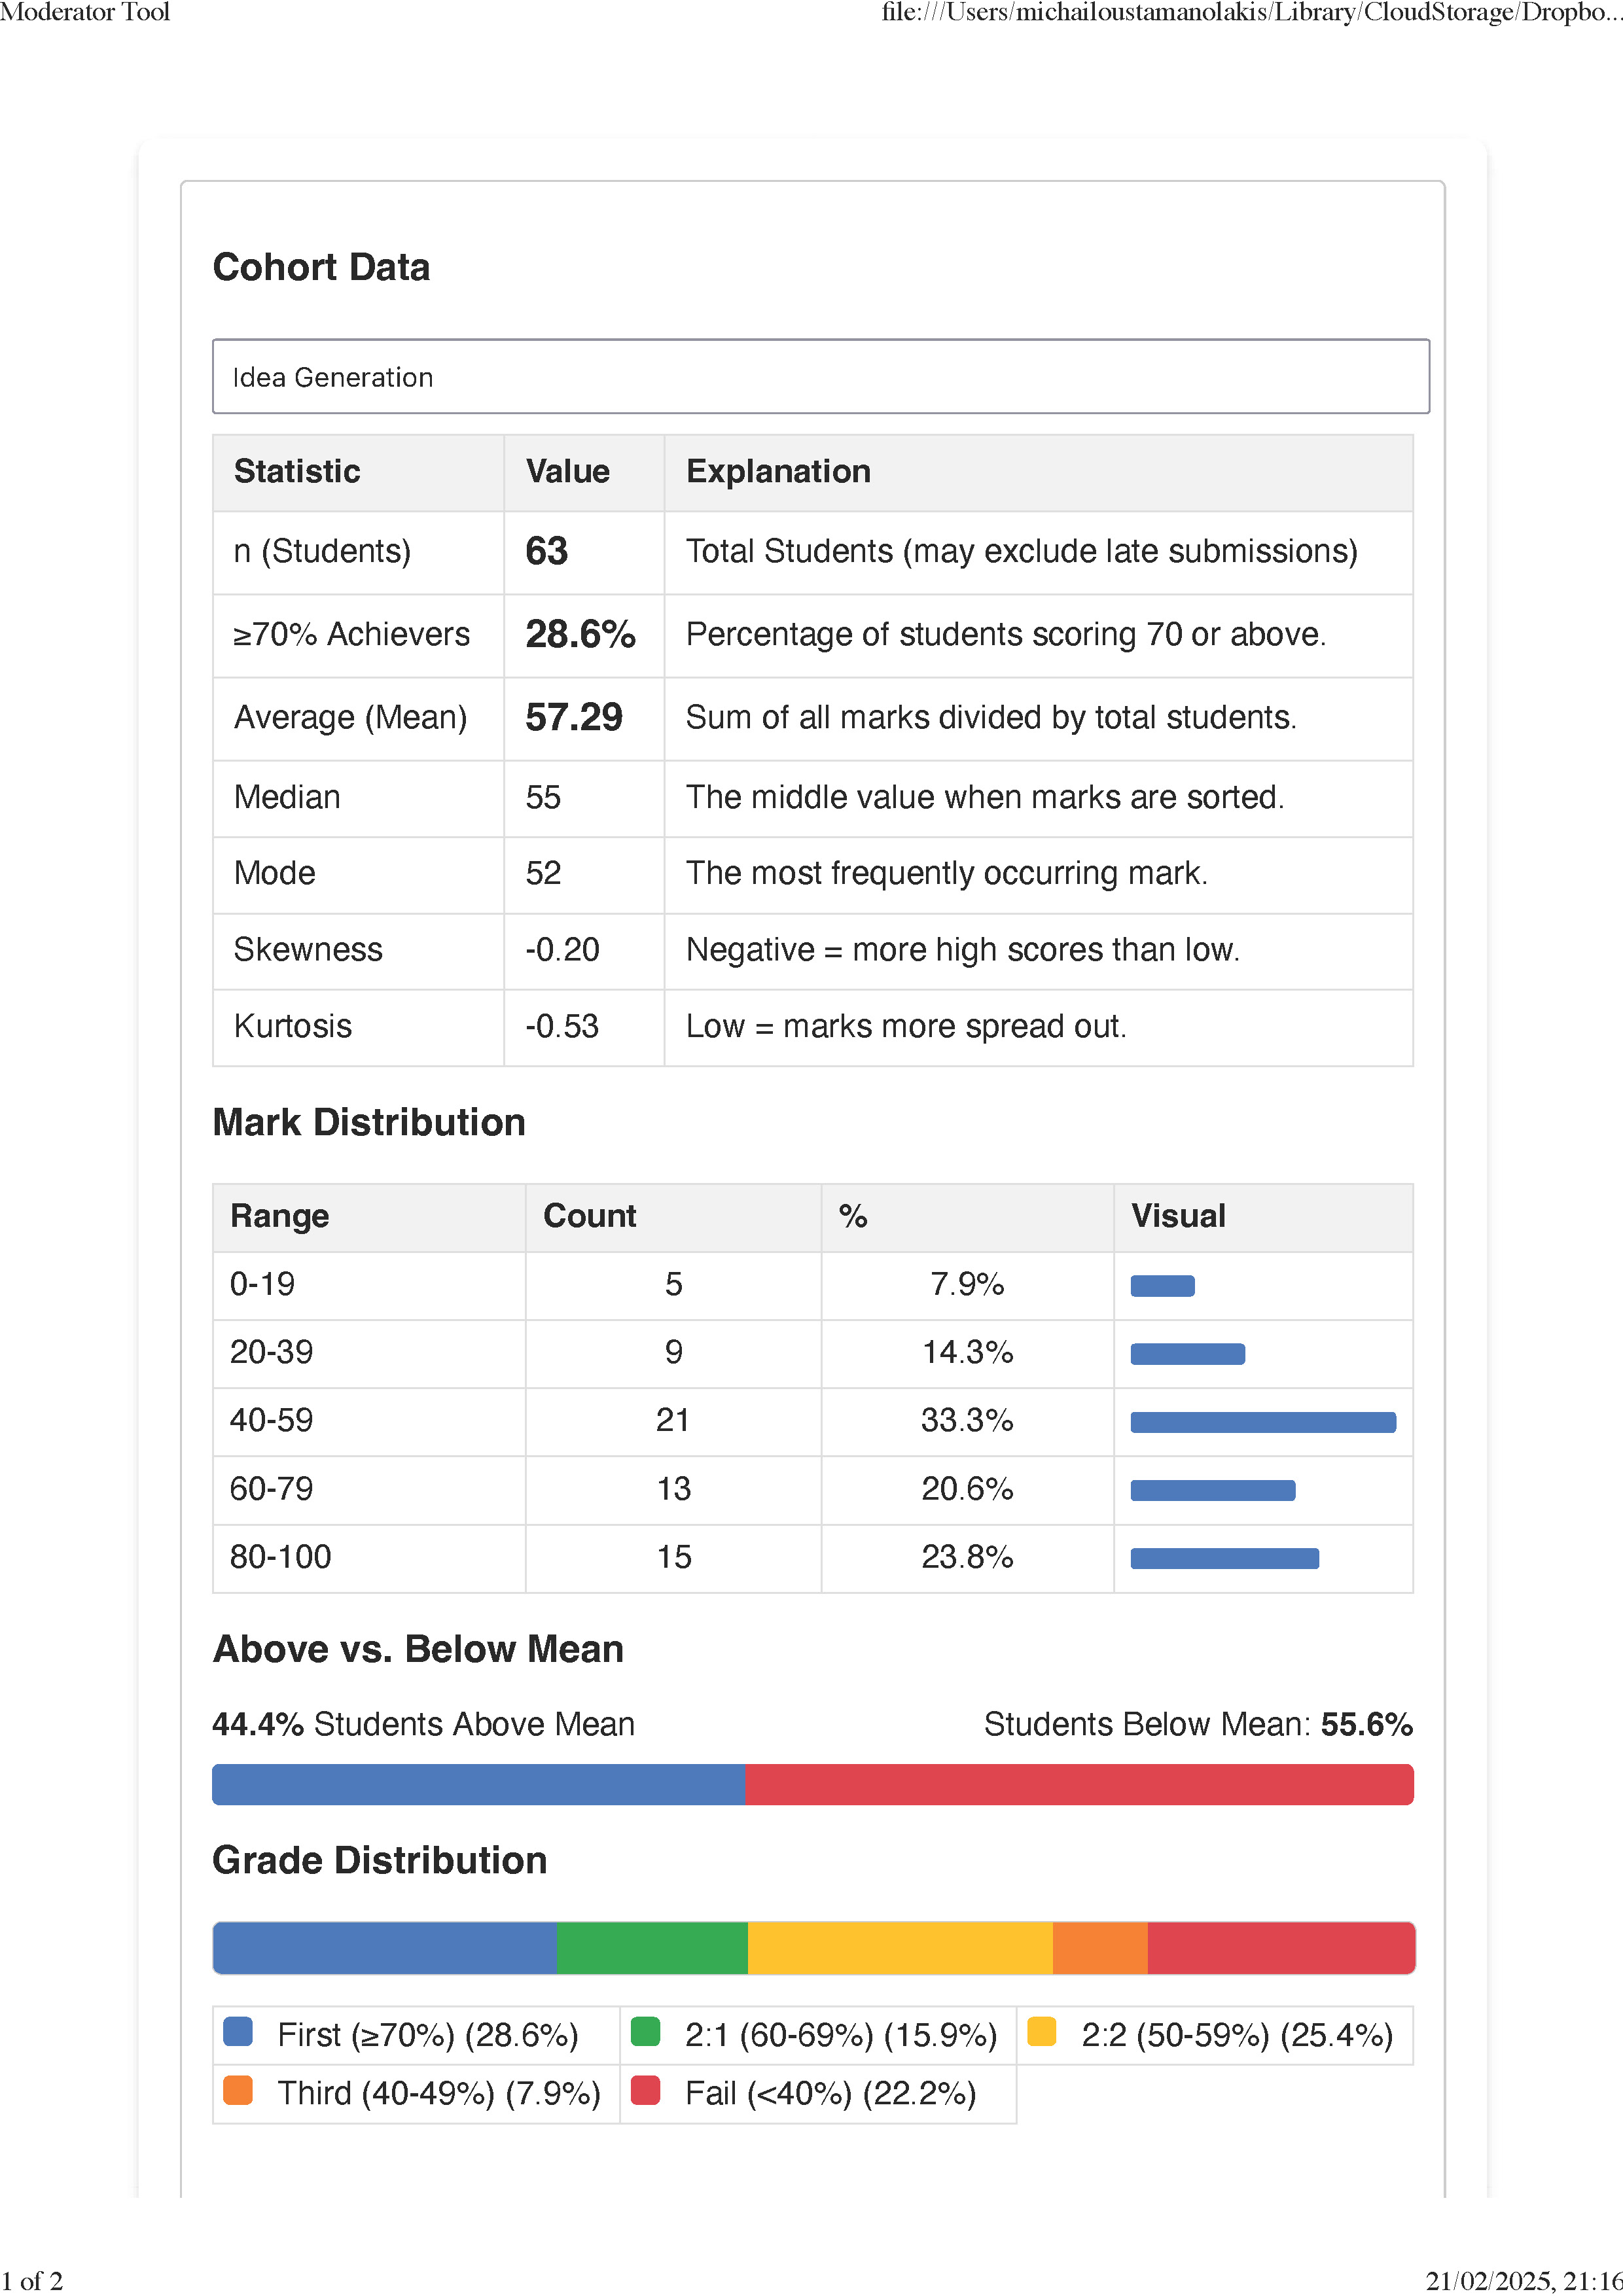 Moderator Tool
file:///Users/michailoustamanolakis/Library/CloudStorage/Dropbo...
Cohort Data
Idea Generation
Statistic Value Explanation
n (Students) 63 Total Students (may exclude late submissions)
≥70% Achievers 28.6% Percentage of students scoring 70 or above.
Average (Mean) 57.29 Sum of all marks divided by total students.
Median 55 The middle value when marks are sorted.
Mode 52 The most frequently occurring mark.
Skewness -0.20 Negative = more high scores than low.
Kurtosis -0.53 Low = marks more spread out.
Mark Distribution
Range Count % Visual
0-19 5 7.9%
20-39 9 14.3%
40-59 21 33.3%
60-79 13 20.6%
80-100 15 23.8%
Above vs. Below Mean
44.4% Students Above Mean Students Below Mean: 55.6%
Grade Distribution
First (≥70%) (28.6%) 2:1 (60-69%) (15.9%) 2:2 (50-59%) (25.4%)
Third (40-49%) (7.9%) Fail (<40%) (22.2%)
1 of 2
21/02/2025, 21:16